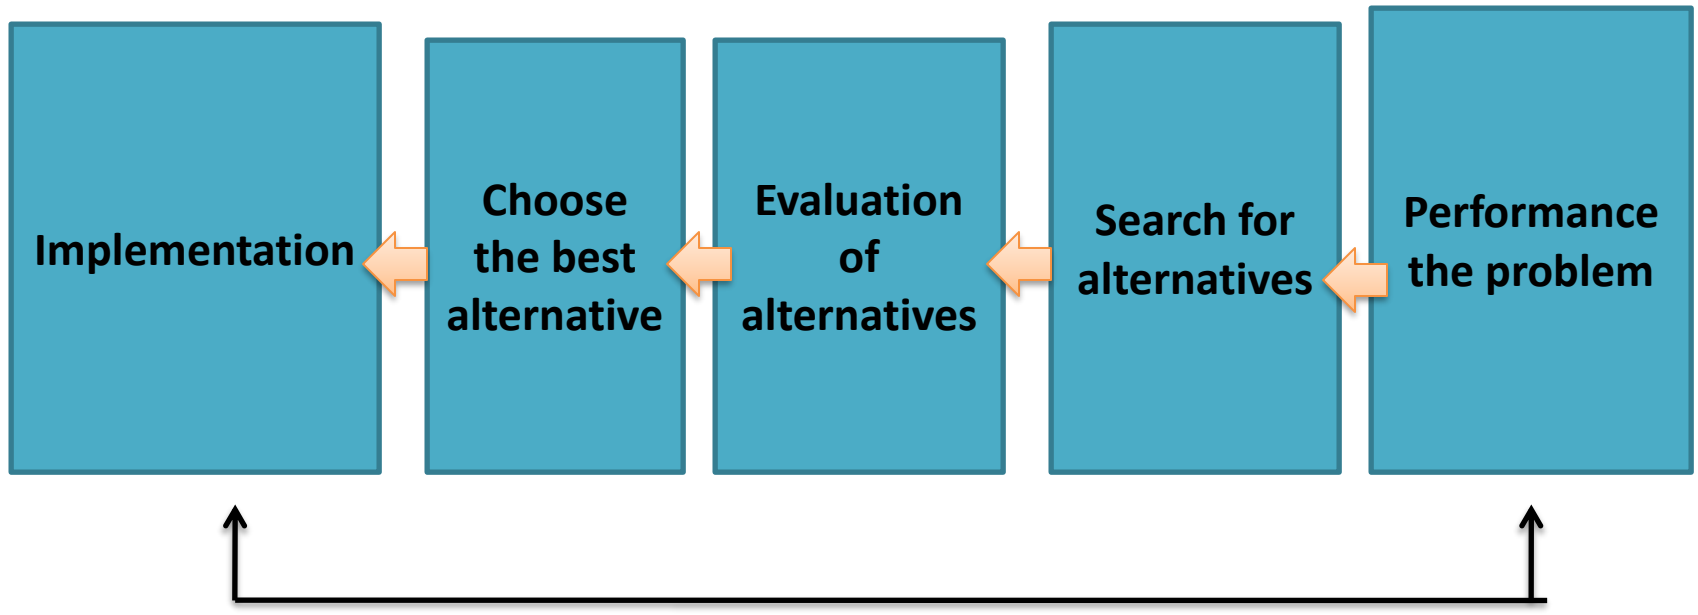 Implementation
Choose
the best
alternative
Evaluation
of
alternatives
Search for
alternatives
Performance
the problem